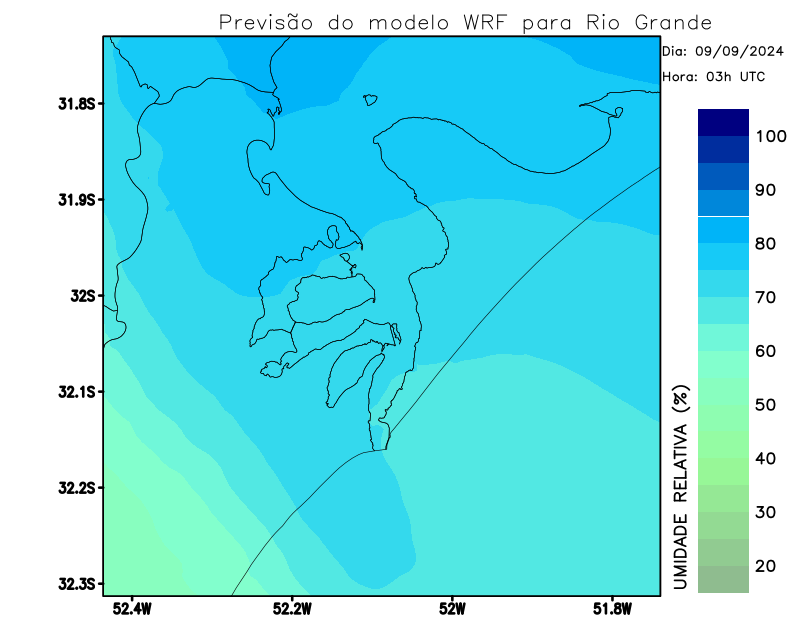 Previsão do modelo WRF para Rio Grande
Dia: 09/09/2024
Hora: 03h UTC
31.8S
31.9S
32S
32.1S
32.2S
32.3S
52.4W
52.2W
52W
51.8W
UMIDADE RELATIVA (%)
100
90
80
70
60
50
40
30
20